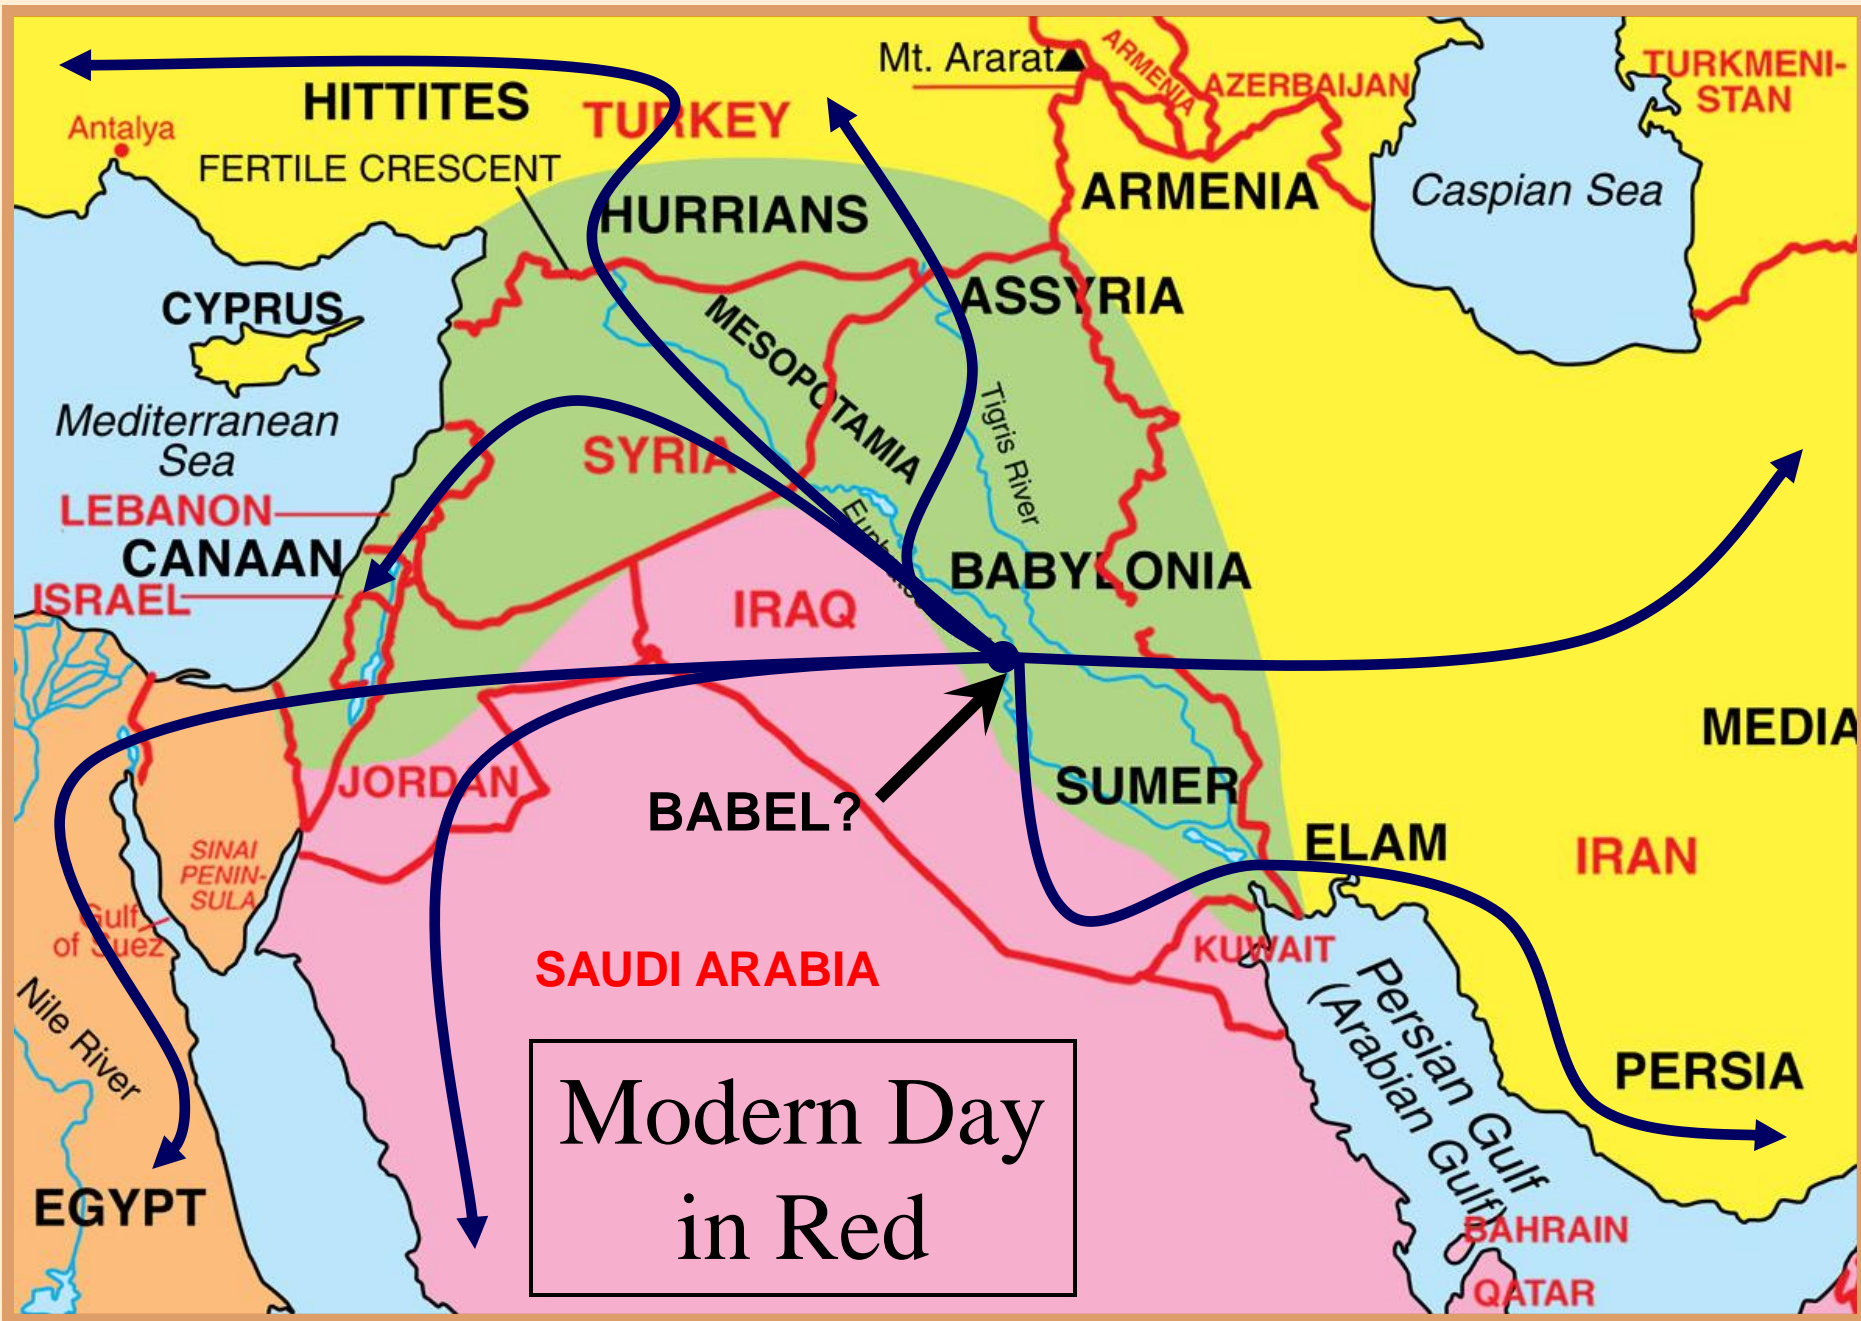 Mt. Ararat
ARMENIA
AZERBAIJAN
TURKMENI-
STAN
HITTITES
TURKEY
Antalya
FERTILE CRESCENT
ARMENIA
Caspian Sea
HURRIANS
ASSYRIA
CYPRUS
MESOPOTAMIA
Mediterranean
Sea
SYRIA
Tigris River
LEBANON
CANAAN
ISRAEL
BABYLONIA
IRAQ
MEDIA
JORDAN
BABEL?
SUMER
ELAM
IRAN
SINAI
PENIN-
SULA
Gulf
of Suez
KUWAIT
SAUDI ARABIA
Nile River
Persian Gulf
(Arabian Gulf)
PERSIA
Modern Day
in Red
EGYPT
BAHRAIN
QATAR